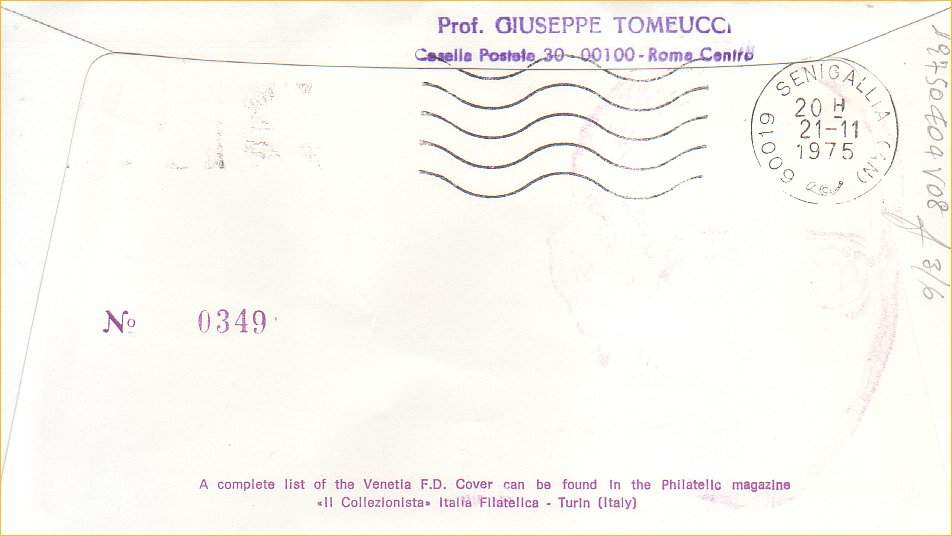 Prof. GIUSEPPE TOMEUCCI
Casella Postale 30 - 00100 - Roma Centro
60019 SENIGALLIA (AN)
20 H
21-11
1975
No 0349
A complete list of the Venetia F.D. Cover can be found in the Philatelic magazine
«Il Collezionista» Italia Filatelica - Turin (Italy)